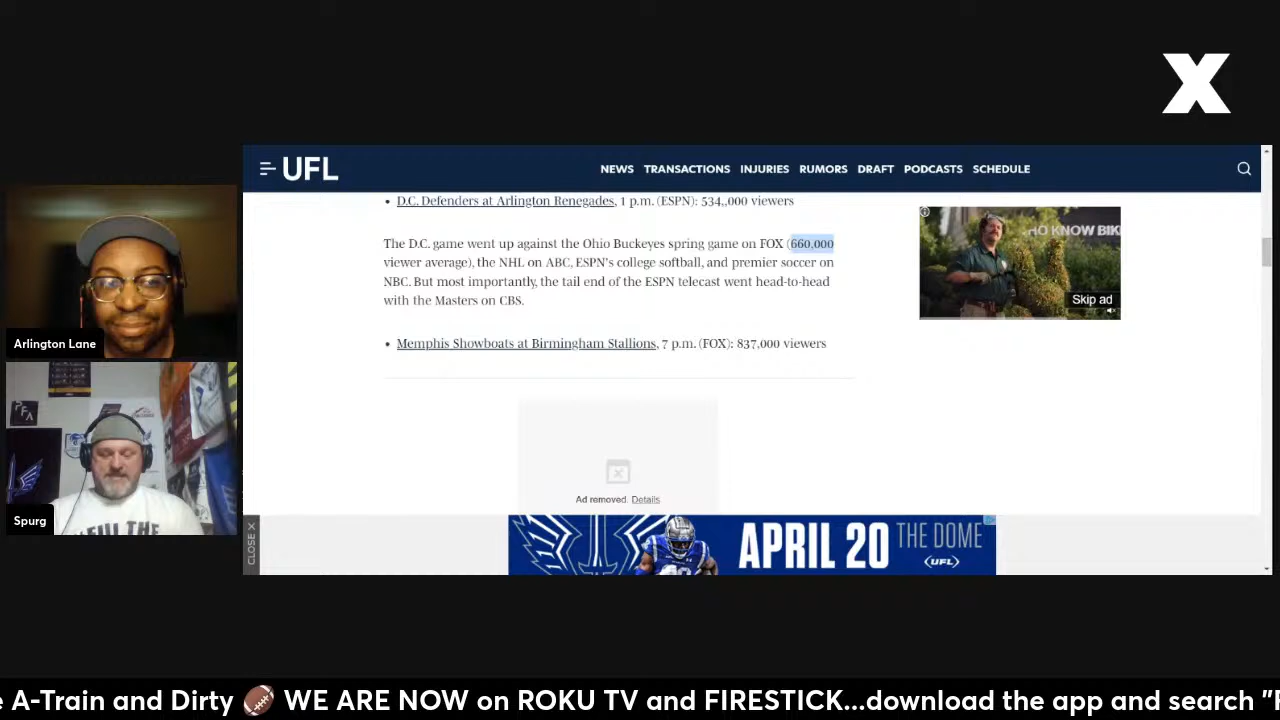 X
UFL
NEWS TRANSACTIONS INJURIES RUMORS DRAFT PODCASTS SCHEDULE
• D.C. Defenders at Arlington Renegades, 1 p.m. (ESPN): 534,,000 viewers
The D.C. game went up against the Ohio Buckeyes spring game on FOX (660,000
viewer average), the NHL on ABC, ESPN's college softball, and premier soccer on
NBC. But most importantly, the tail end of the ESPN telecast went head-to-head
with the Masters on CBS.
• Memphis Showboats at Birmingham Stallions, 7 p.m. (FOX): 837,000 viewers
HO KNOW BIK
Skip ad
Arlington Lane
Spurg
Ad removed. Details
CLOSE X
APRIL 20 THE DOME
UFL
e A-Train and Dirty 🏈 WE ARE NOW on ROKU TV and FIRESTICK...download the app and search "F